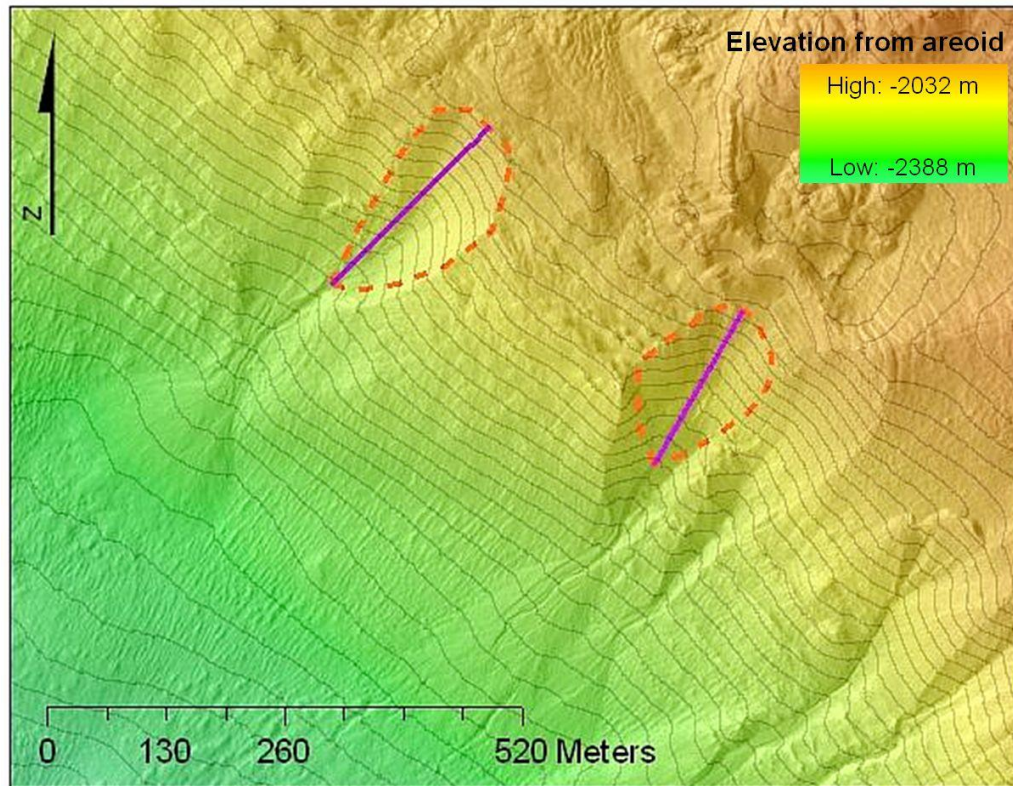 Elevation from areoid
High: -2032 m
Low: -2388 m
N
0 130 260 520 Meters